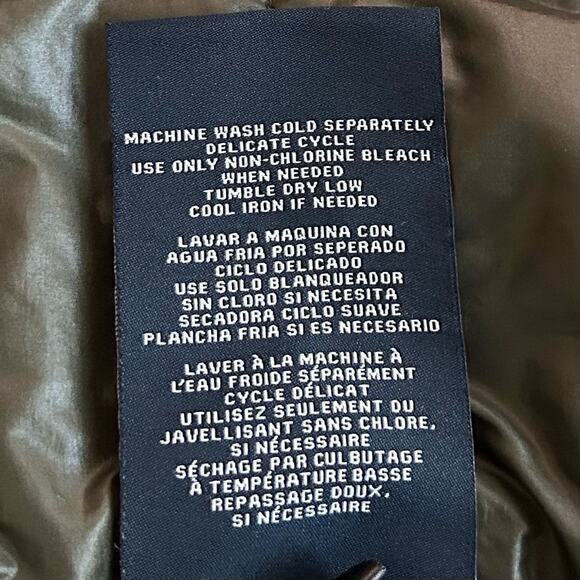 MACHINE WASH COLD SEPARATELY
DELICATE CYCLE
USE ONLY NON-CHLORINE BLEACH
WHEN NEEDED
TUMBLE DRY LOW
COOL IRON IF NEEDED
LAVAR A MAQUINA CON
AGUA FRIA POR SEPERADO
CICLO DELICADO
USE SOLO BLANQUEADOR
SIN CLORO SI NECESITA
SECADORA CICLO SUAVE
PLANCHA FRIA SI ES NECESARIO
LAVER À LA MACHINE À
L'EAU FROIDE SÉPARÉMENT
CYCLE DÉLICAT
UTILISEZ SEULEMENT DU
JAVELLISANT SANS CHLORE,
SI NÉCESSAIRE
SÉCHAGE PAR CULBUTAGE
À TEMPÉRATURE BASSE
REPASSAGE DOUX,
SI NÉCESSAIRE